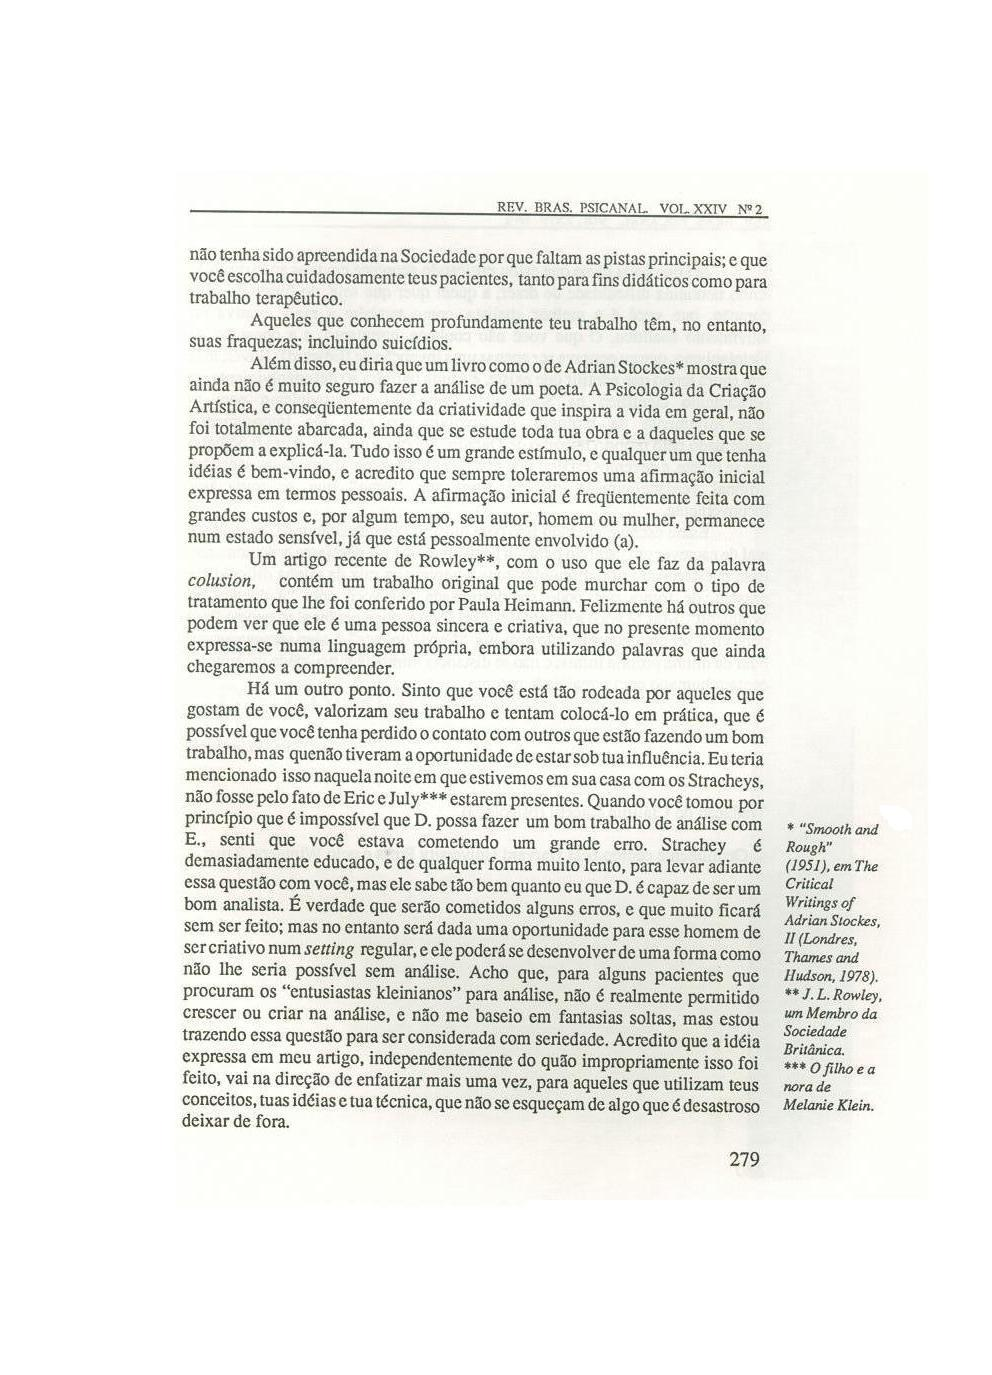 REV. BRAS. PSICANAL. VOL. XXIV Nº 2
não tenha sido apreendida na Sociedade por que faltam as pistas principais; e que
você escolha cuidadosamente teus pacientes, tanto para fins didáticos como para
trabalho terapêutico.
Aqueles que conhecem profundamente teu trabalho têm, no entanto,
suas fraquezas; incluindo suicídios.
Além disso, eu diria que um livro como o de Adrian Stockes* mostra que
ainda não é muito seguro fazer a análise de um poeta. A Psicologia da Criação
Artística, e conseqüentemente da criatividade que inspira a vida em geral, não
foi totalmente abarcada, ainda que se estude toda tua obra e a daqueles que se
propõem a explicá-la. Tudo isso é um grande estímulo, e qualquer um que tenha
idéias é bem-vindo, e acredito que sempre toleraremos uma afirmação inicial
expressa em termos pessoais. A afirmação inicial é freqüentemente feita com
grandes custos e, por algum tempo, seu autor, homem ou mulher, permanece
num estado sensível, já que está pessoalmente envolvido (a).
Um artigo recente de Rowley**, com o uso que ele faz da palavra
colusion, contém um trabalho original que pode murchar com o tipo de
tratamento que lhe foi conferido por Paula Heimann. Felizmente há outros que
podem ver que ele é uma pessoa sincera e criativa, que no presente momento
expressa-se numa linguagem própria, embora utilizando palavras que ainda
chegaremos a compreender.
Há um outro ponto. Sinto que você está tão rodeada por aqueles que
gostam de você, valorizam seu trabalho e tentam colocá-lo em prática, que é
possível que você tenha perdido o contato com outros que estão fazendo um bom
trabalho, mas quenão tiveram a oportunidade de estar sob tua influência. Eu teria
mencionado isso naquela noite em que estivemos em sua casa com os Stracheys,
não fosse pelo fato de Eric e July*** estarem presentes. Quando você tomou por
princípio que é impossível que D. possa fazer um bom trabalho de análise com
E., senti que você estava cometendo um grande erro. Strachey é
demasiadamente educado, e de qualquer forma muito lento, para levar adiante
essa questão com você, mas ele sabe tão bem quanto eu que D. é capaz de ser um
bom analista. É verdade que serão cometidos alguns erros, e que muito ficará
sem ser feito; mas no entanto será dada uma oportunidade para esse homem de
ser criativo num setting regular, e ele poderá se desenvolver de uma forma como
não lhe seria possível sem análise. Acho que, para alguns pacientes que
procuram os "entusiastas kleinianos" para análise, não é realmente permitido
crescer ou criar na análise, e não me baseio em fantasias soltas, mas estou
trazendo essa questão para ser considerada com seriedade. Acredito que a idéia
expressa em meu artigo, independentemente do quão impropriamente isso foi
feito, vai na direção de enfatizar mais uma vez, para aqueles que utilizam teus
conceitos, tuas idéias e tua técnica, que não se esqueçam de algo que é desastroso
deixar de fora.
* "Smooth and
Rough"
(1951), em The
Critical
Writings of
Adrian Stockes,
II (Londres,
Thames and
Hudson, 1978).
** J. L. Rowley,
um Membro da
Sociedade
Britânica.
*** O filho e a
nora de
Melanie Klein.
279